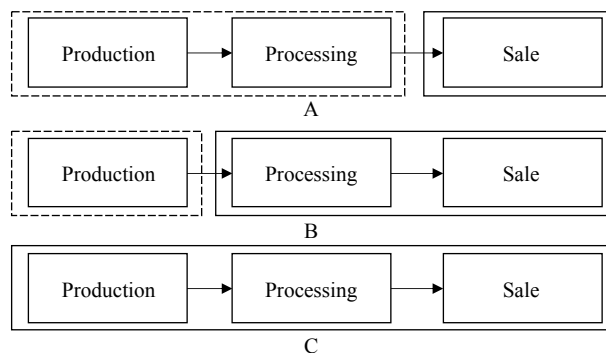 Production Processing Sale
A
Production Processing Sale
B
Production Processing Sale
C